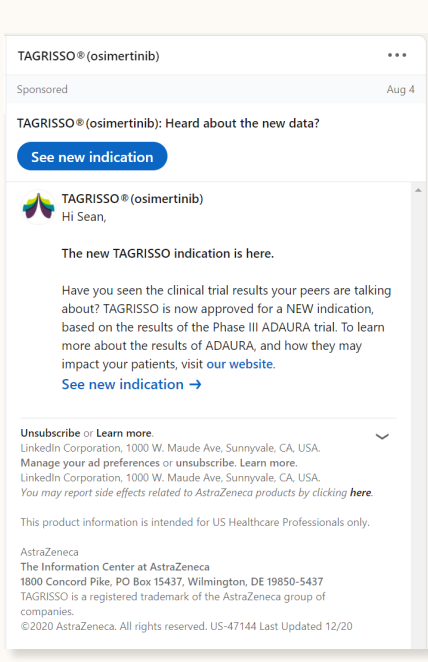 TAGRISSO®(osimertinib)
Sponsored Aug 4
TAGRISSO®(osimertinib): Heard about the new data?
See new indication
TAGRISSO®(osimertinib)
Hi Sean,
The new TAGRISSO indication is here.
Have you seen the clinical trial results your peers are talking
about? TAGRISSO is now approved for a NEW indication,
based on the results of the Phase III ADAURA trial. To learn
more about the results of ADAURA, and how they may
impact your patients, visit our website.
See new indication →
Unsubscribe or Learn more.
LinkedIn Corporation, 1000 W. Maude Ave, Sunnyvale, CA, USA.
Manage your ad preferences or unsubscribe. Learn more.
LinkedIn Corporation, 1000 W. Maude Ave, Sunnyvale, CA, USA.
You may report side effects related to AstraZeneca products by clicking here.
This product information is intended for US Healthcare Professionals only.
AstraZeneca
The Information Center at AstraZeneca
1800 Concord Pike, PO Box 15437, Wilmington, DE 19850-5437
TAGRISSO is a registered trademark of the AstraZeneca group of
companies.
©2020 AstraZeneca. All rights reserved. US-47144 Last Updated 12/20